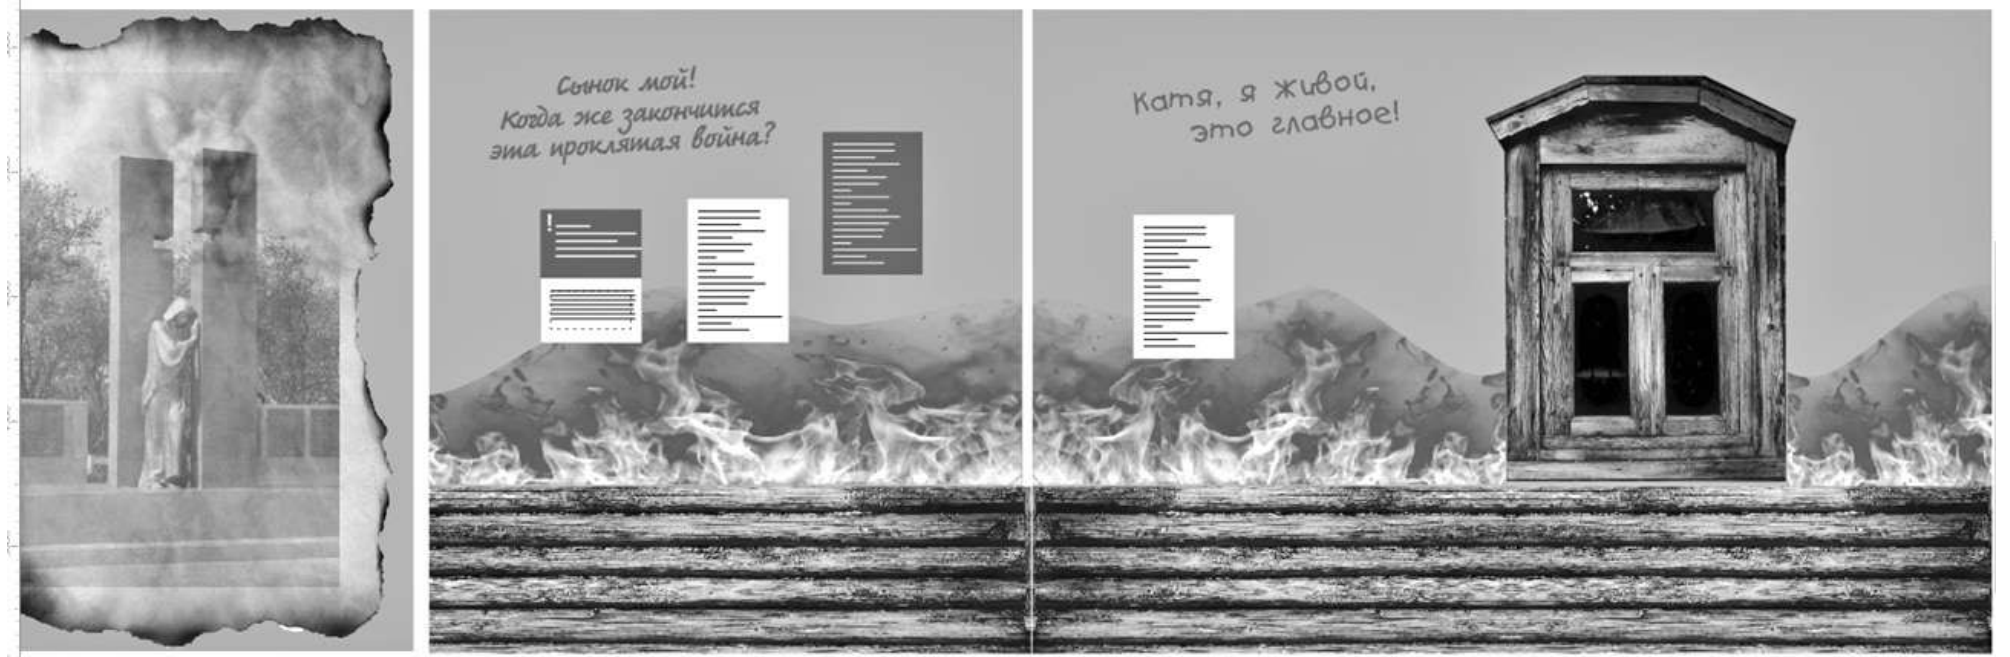 Сынок мой!
Когда же закончится
эта проклятая война?
!
Катя, я живой,
это главное!